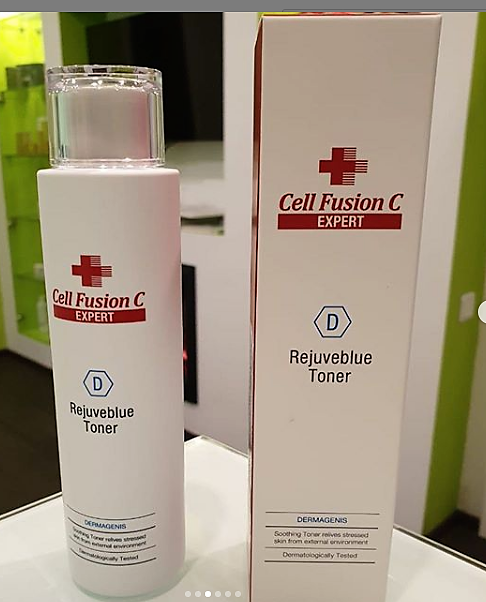 Cell Fusion C
EXPERT
D
Rejuveblue
Toner
DERMAGENIS
Soothing Toner relives stressed
skin from external environment
Dermatologically Tested
Cell Fusion C
EXPERT
D
Rejuveblue
Toner
DERMAGENIS
Soothing Toner relives stressed
skin from external environment
Dermatologically Tested